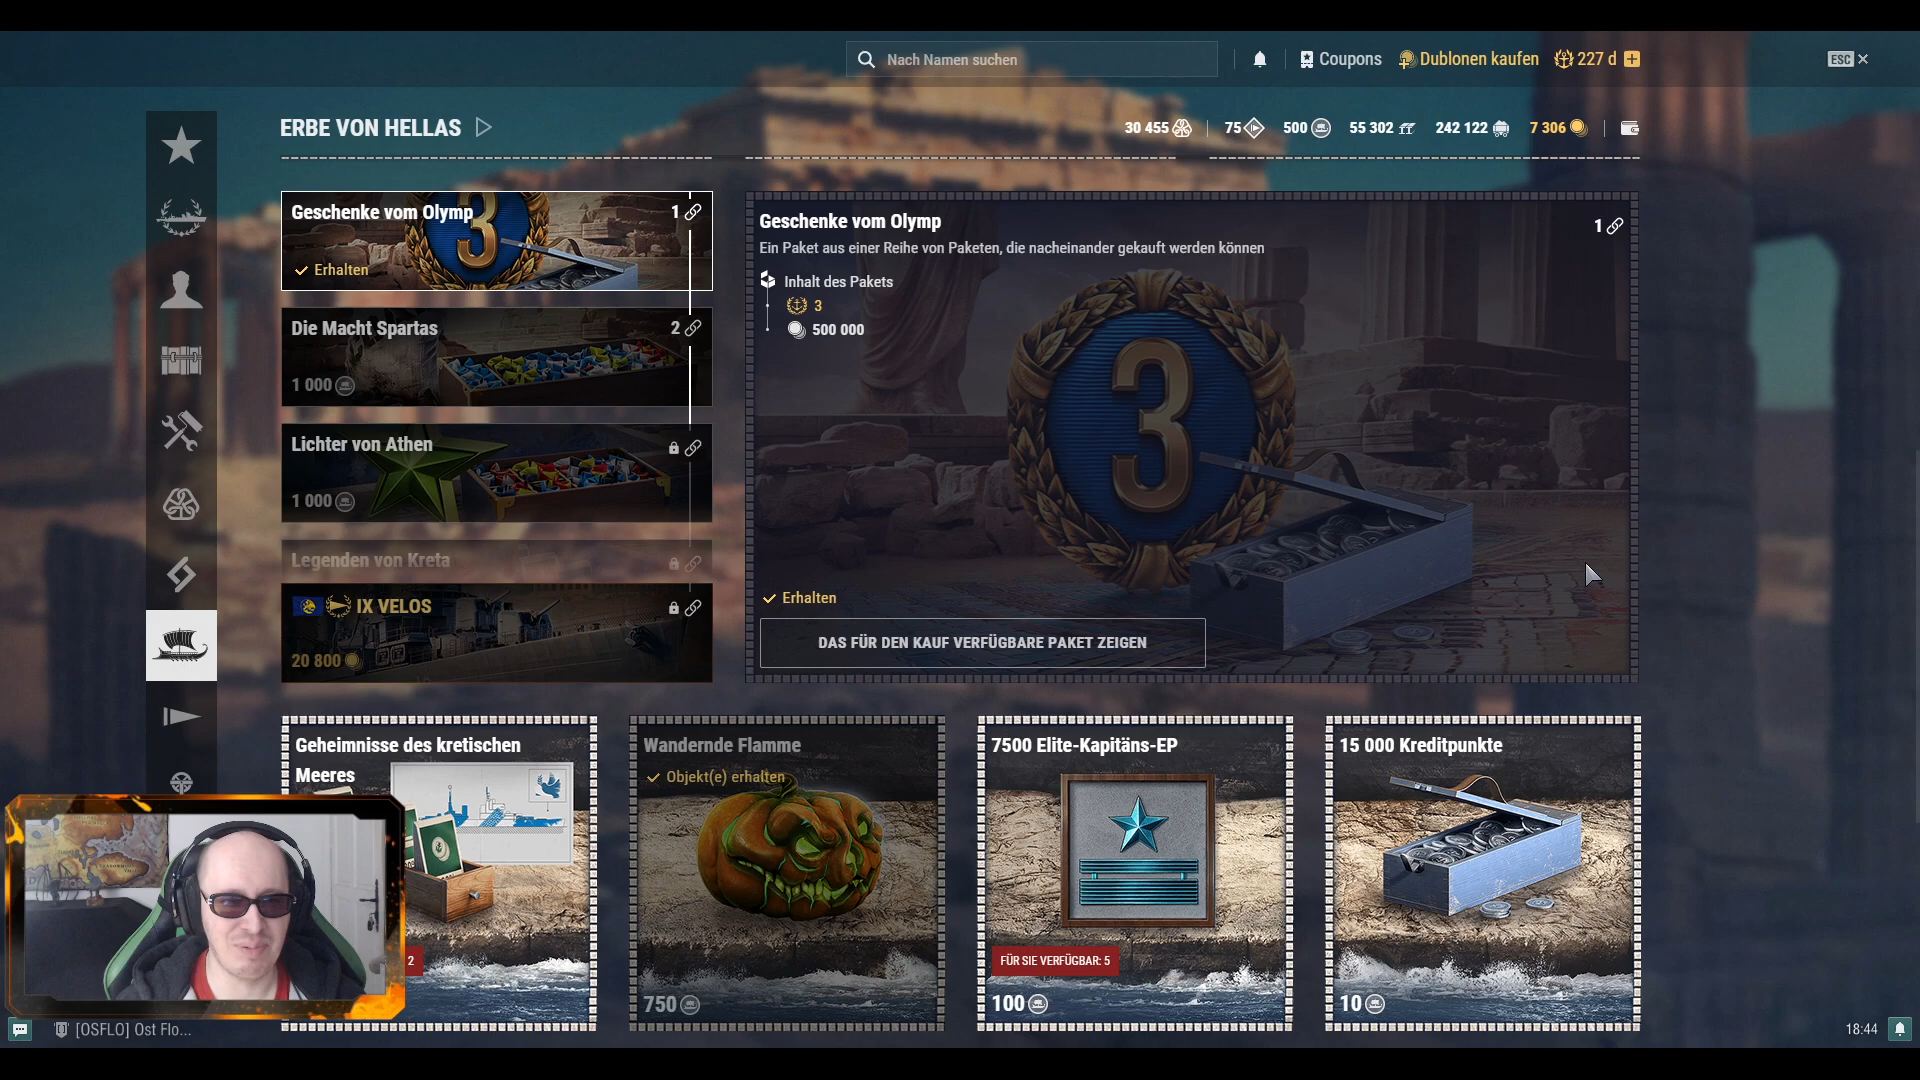 Nach Namen suchen
Coupons
Dublonen kaufen
227 d
ESC
ERBE VON HELLAS
30 455
75
500
55 302
242 122
7 306
Geschenke vom Olymp
1
3
Erhalten
Die Macht Spartas
2
1 000
Lichter von Athen
1 000
Legenden von Kreta
IX VELOS
20 800
Geschenke vom Olymp
1
Ein Paket aus einer Reihe von Paketen, die nacheinander gekauft werden können
Inhalt des Pakets
3
500 000
3
Erhalten
DAS FÜR DEN KAUF VERFÜGBARE PAKET ZEIGEN
Geheimnisse des kretischen
Meeres
2
Wandernde Flamme
Objekt(e) erhalten
750
7500 Elite-Kapitäns-EP
FÜR SIE VERFÜGBAR: 5
100
15 000 Kreditpunkte
10
[OSFLO] Ost Flo...
18:44